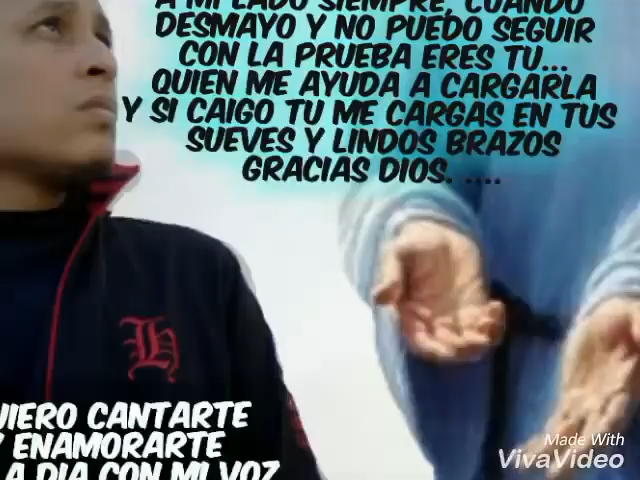 A MI LADO SIEMPRE, CUANDO
DESMAYO Y NO PUEDO SEGUIR
CON LA PRUEBA ERES TU...
QUIEN ME AYUDA A CARGARLA
Y SI CAIGO TU ME CARGAS EN TUS
SUEVES Y LINDOS BRAZOS
GRACIAS DIOS. ....
H
UIERO CANTARTE
Y ENAMORARTE
A DIA CON MI VOZ
Made With
VivaVideo